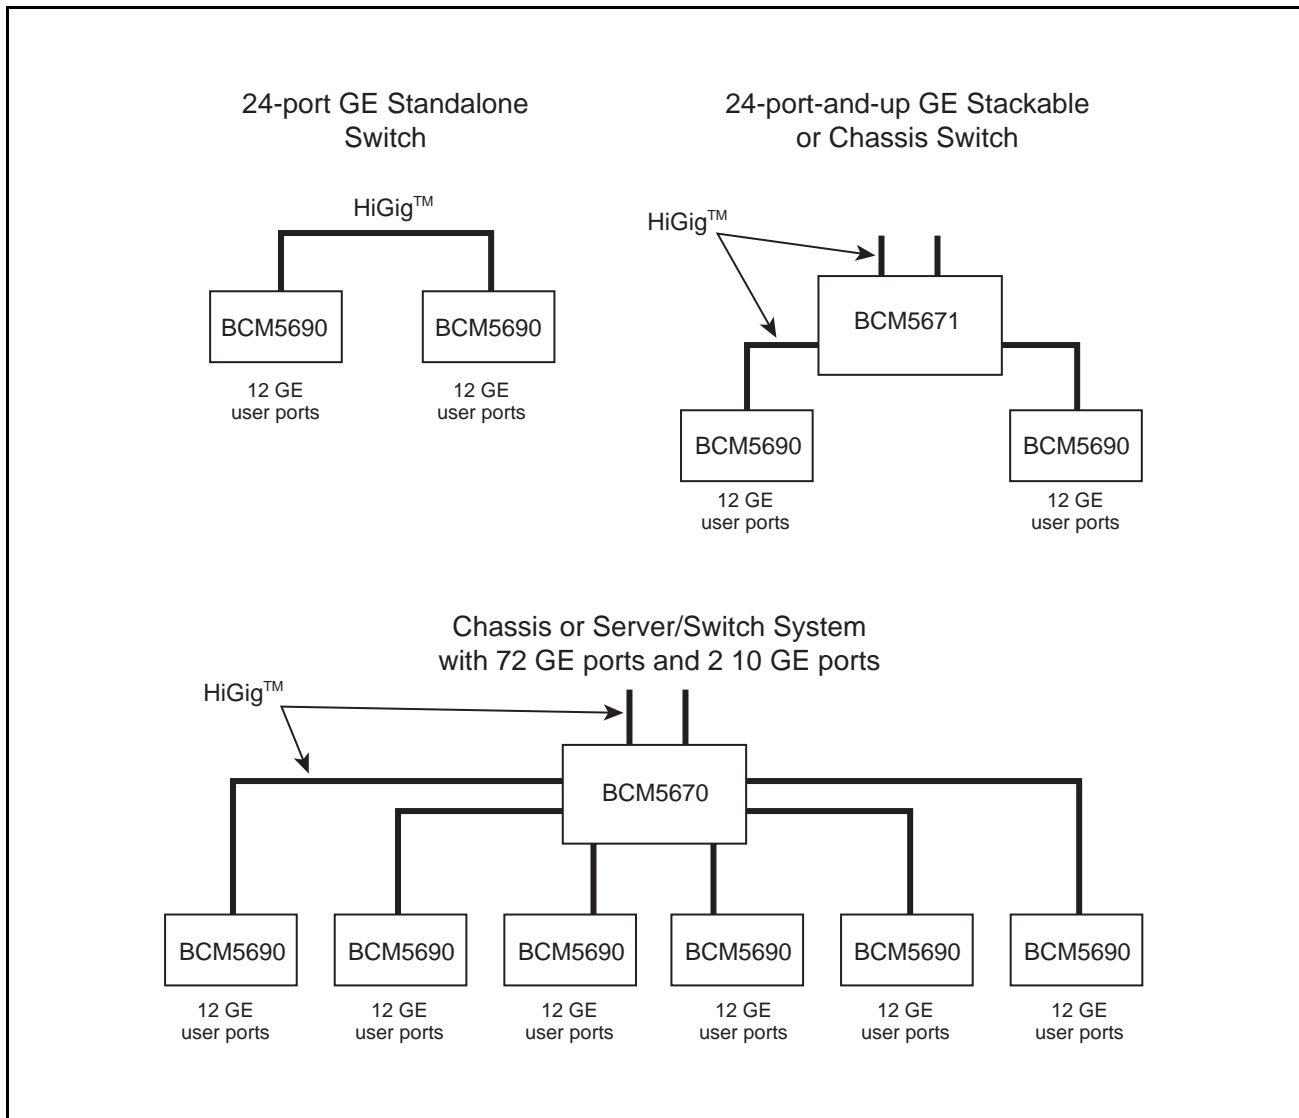 24-port GE Standalone
Switch
HiGig™
BCM5690
BCM5690
12 GE
user ports
12 GE
user ports
24-port-and-up GE Stackable
or Chassis Switch
HiGig™
BCM5671
BCM5690
BCM5690
12 GE
user ports
12 GE
user ports
Chassis or Server/Switch System
with 72 GE ports and 2 10 GE ports
HiGig™
BCM5670
BCM5690
BCM5690
BCM5690
BCM5690
BCM5690
BCM5690
12 GE
user ports
12 GE
user ports
12 GE
user ports
12 GE
user ports
12 GE
user ports
12 GE
user ports